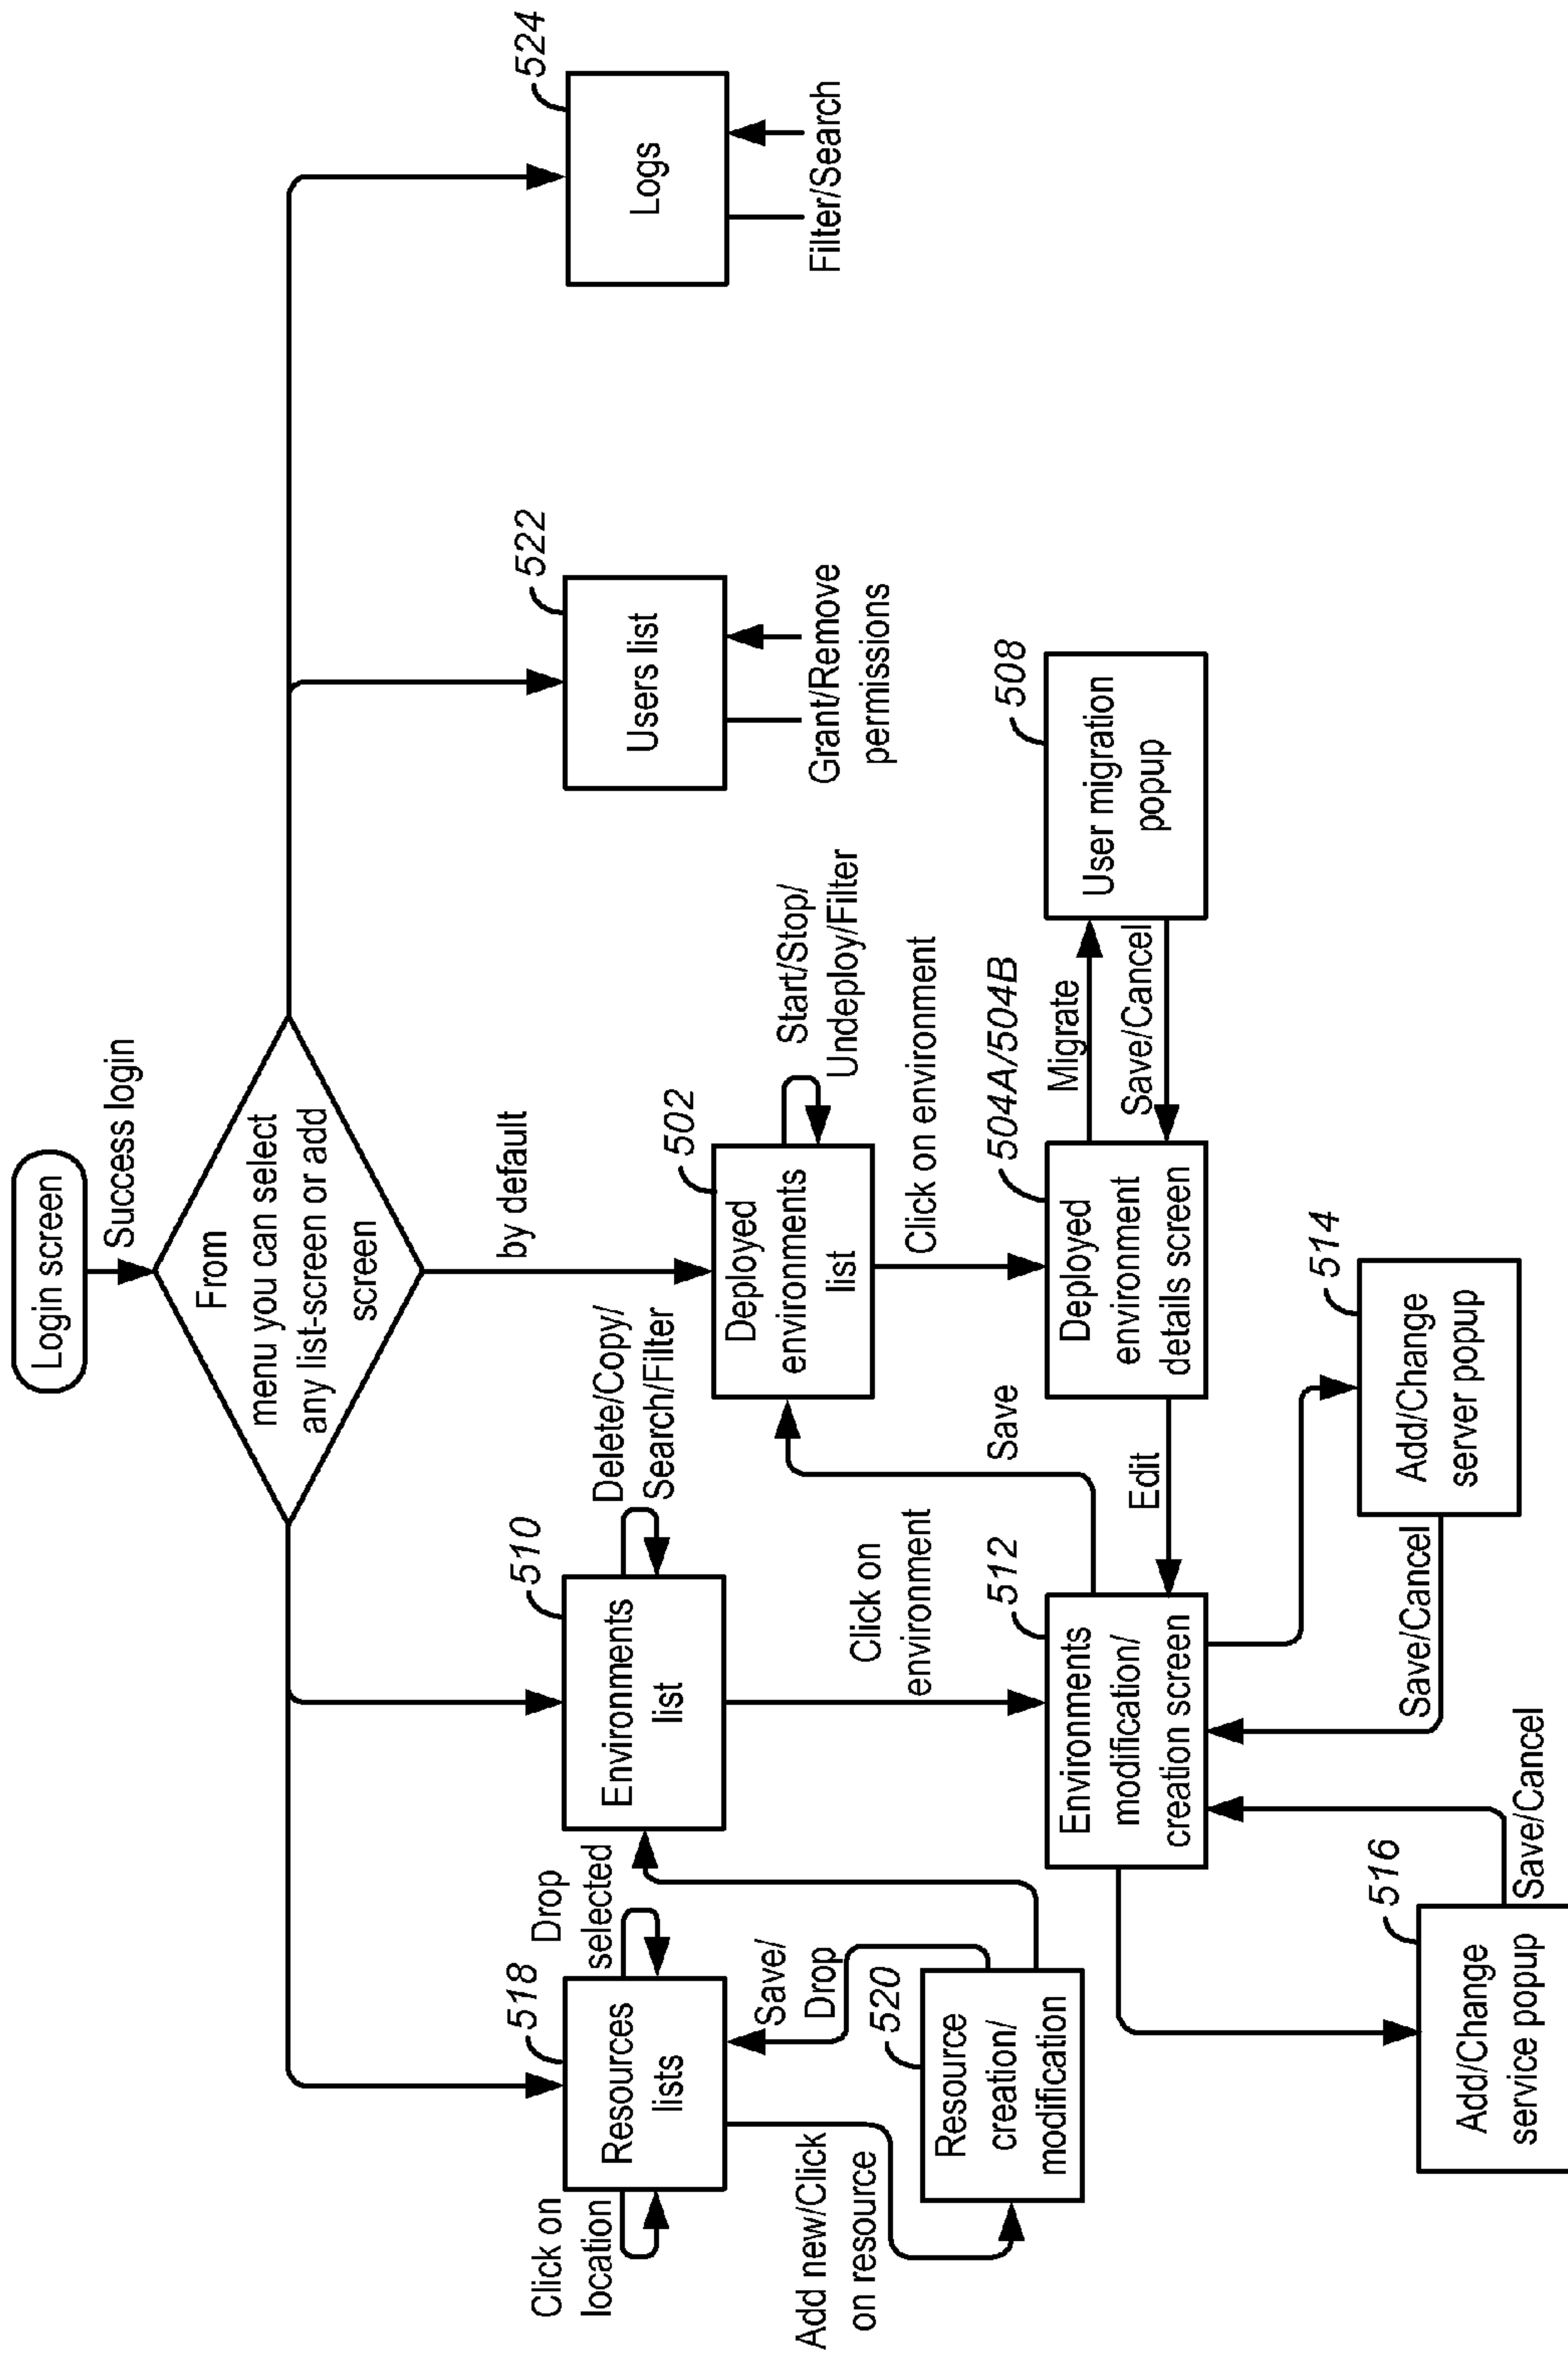 Login screen
Success login
From
menu you can select
any list-screen or add
screen
by default
518
Resources
lists
Click on
location
Drop
selected
Add new/Click
on resource
Save/
Drop
520
Resource
creation/
modification
510
Environments
list
Delete/Copy/
Search/Filter
Click on
environment
502
Deployed
environments
list
Start/Stop/
Undeploy/Filter
Click on environment
522
Users list
Grant/Remove
permissions
524
Logs
Filter/Search
512
Environments
modification/
creation screen
Save
Edit
504A/504B
Deployed
environment
details screen
Migrate
Save/Cancel
508
User migration
popup
516
Add/Change
service popup
Save/Cancel
514
Add/Change
server popup
Save/Cancel